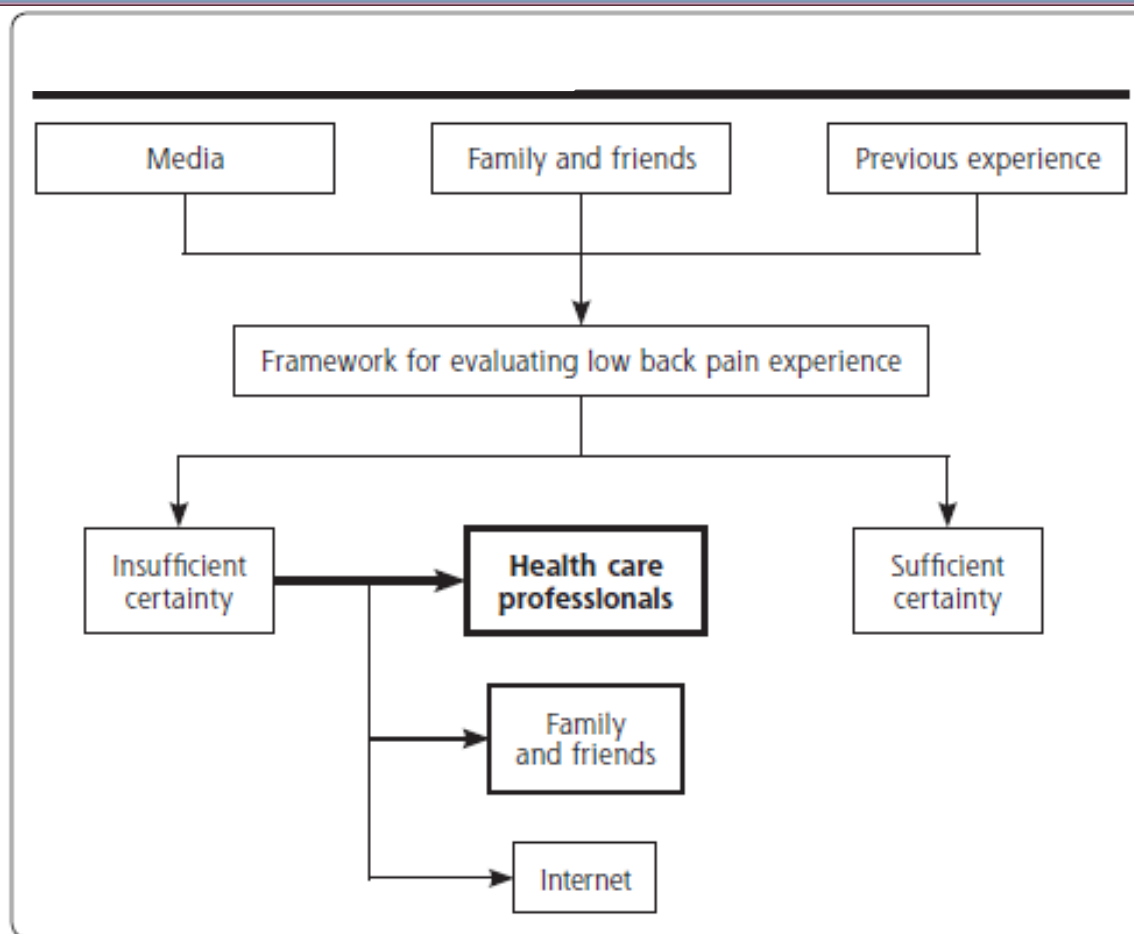 Media
Family and friends
Previous experience
Framework for evaluating low back pain experience
Insufficient
certainty
Health care
professionals
Sufficient
certainty
Family
and friends
Internet